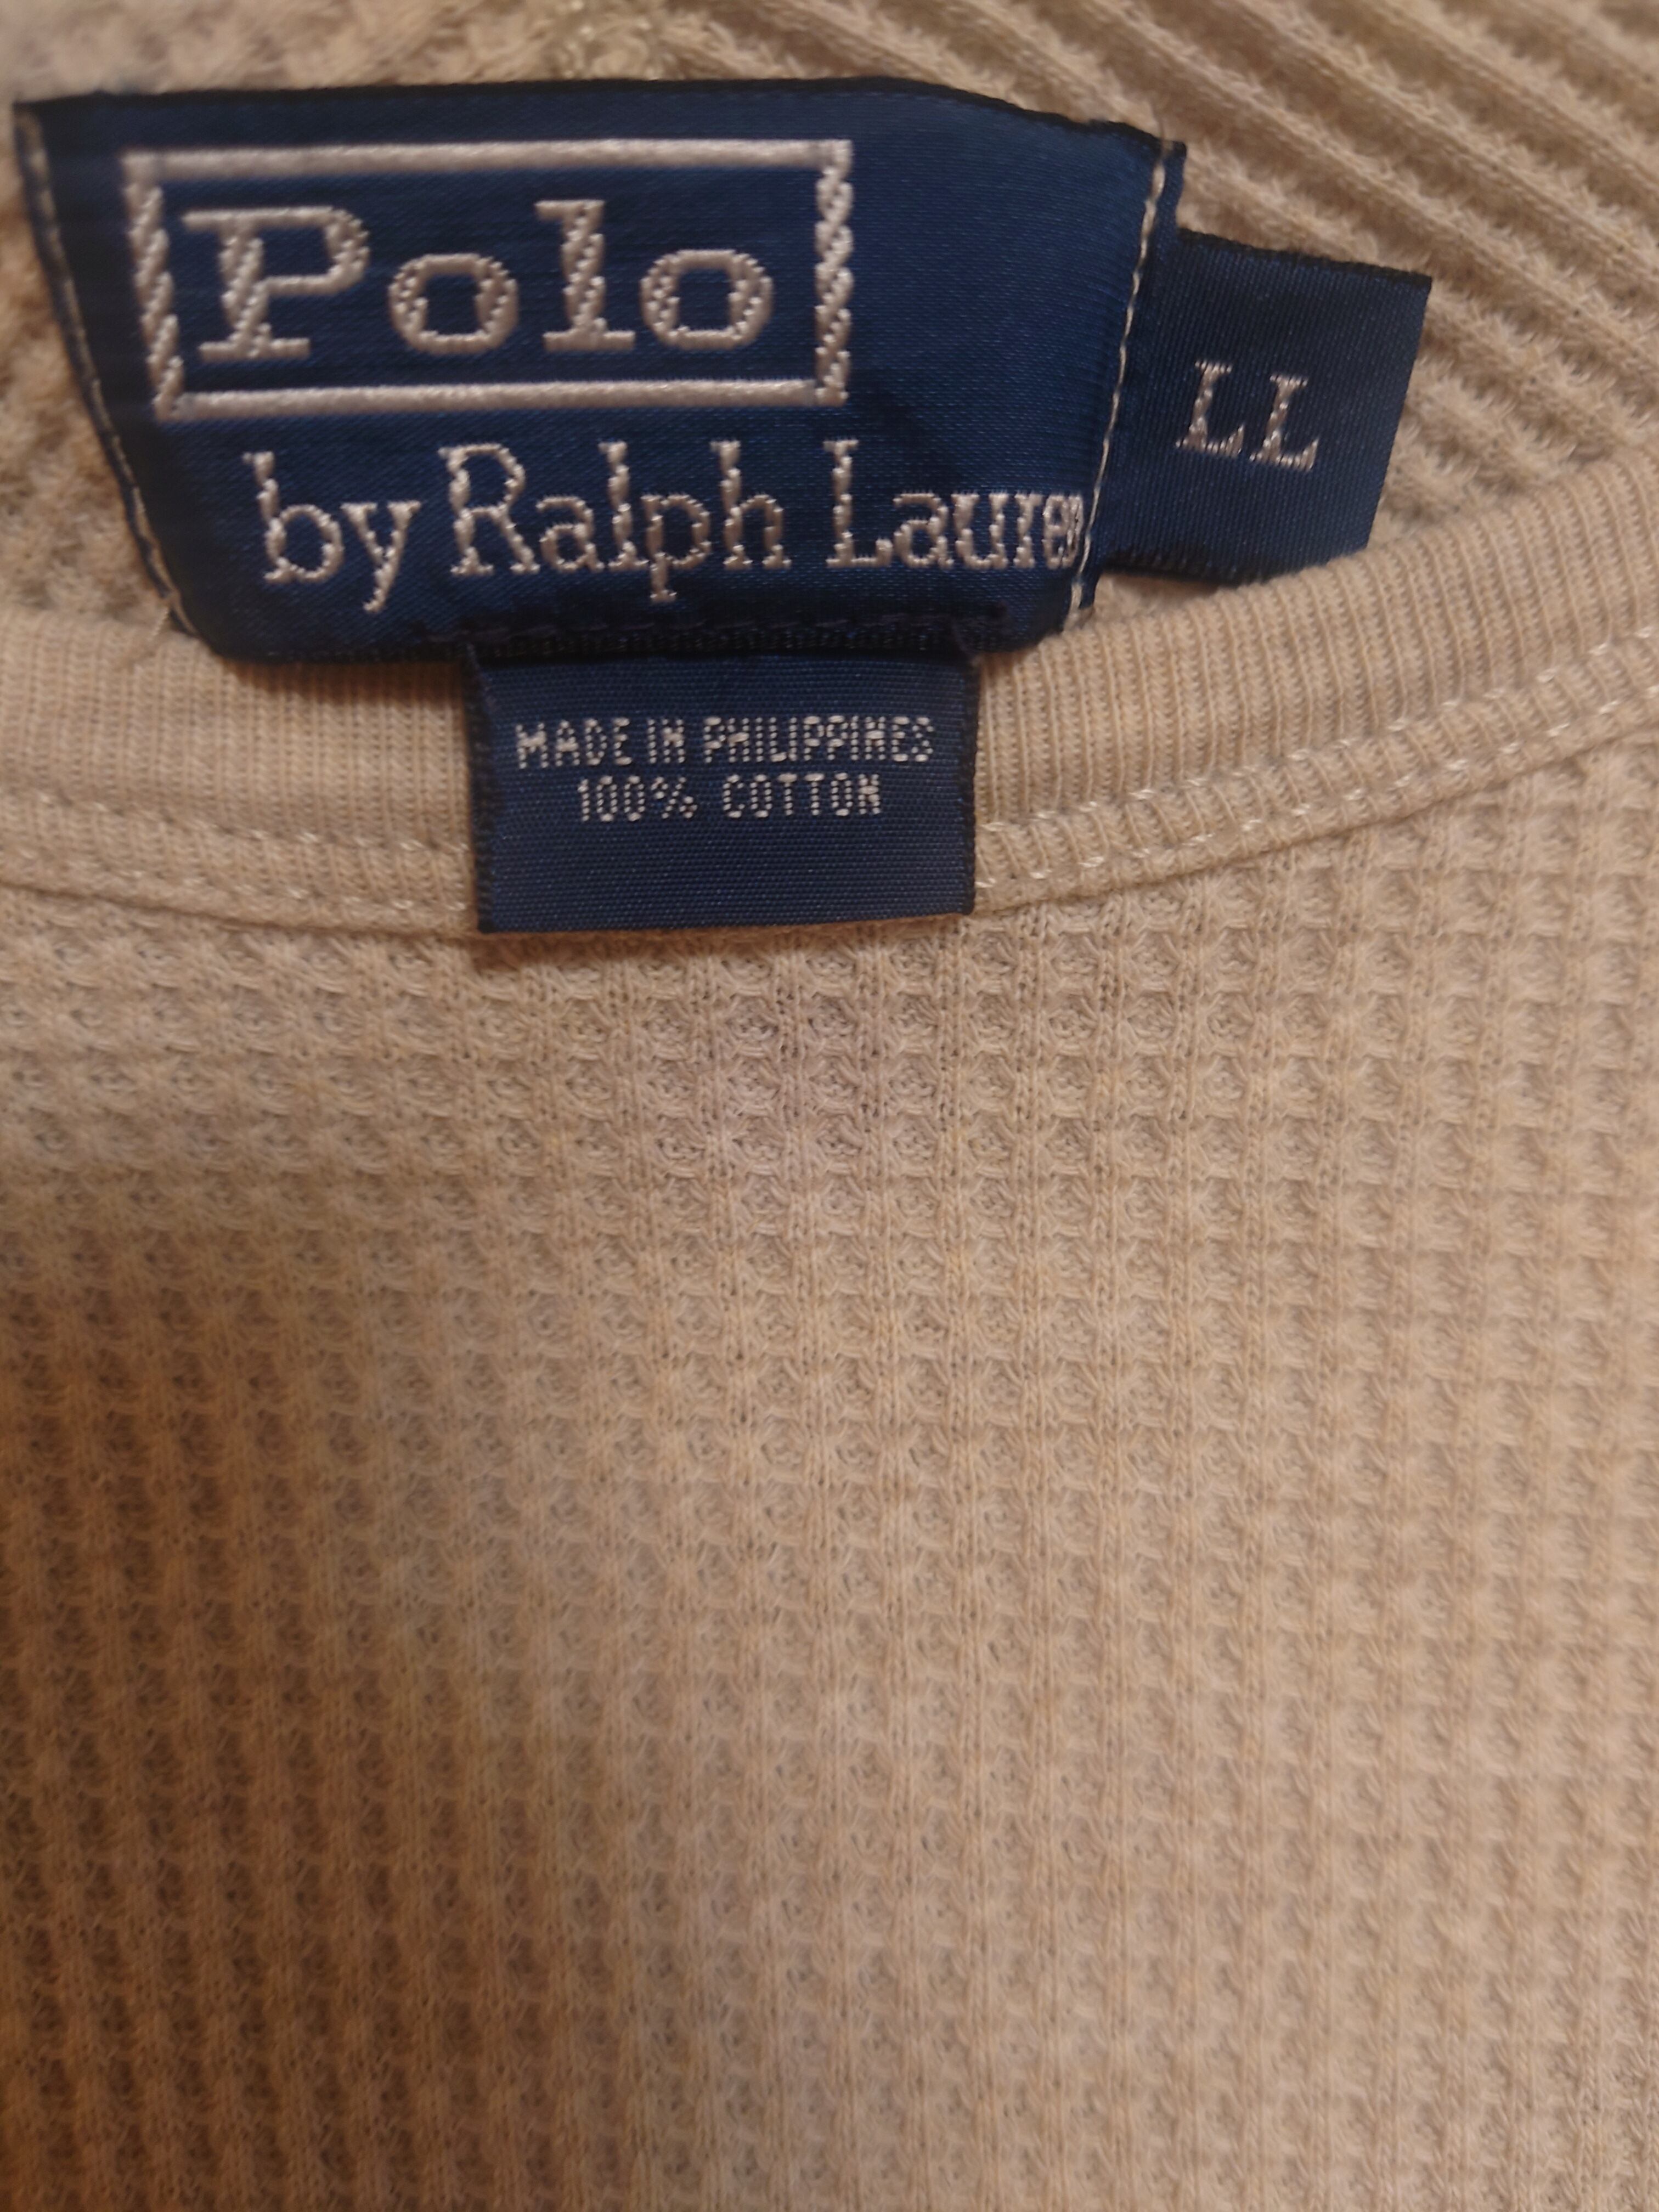 Polo
by Ralph Lauren
LL
MADE IN PHILIPPINES
100% COTTON